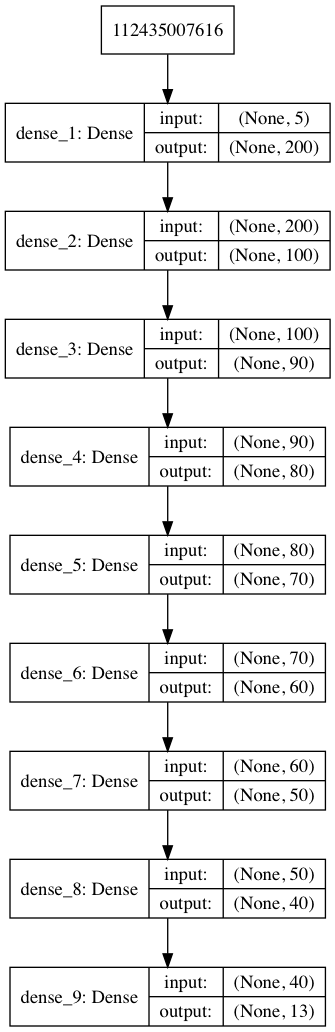 112435007616
dense_1: Dense
input:
(None, 5)
output:
(None, 200)
dense_2: Dense
input:
(None, 200)
output:
(None, 100)
dense_3: Dense
input:
(None, 100)
output:
(None, 90)
dense_4: Dense
input:
(None, 90)
output:
(None, 80)
dense_5: Dense
input:
(None, 80)
output:
(None, 70)
dense_6: Dense
input:
(None, 70)
output:
(None, 60)
dense_7: Dense
input:
(None, 60)
output:
(None, 50)
dense_8: Dense
input:
(None, 50)
output:
(None, 40)
dense_9: Dense
input:
(None, 40)
output:
(None, 13)